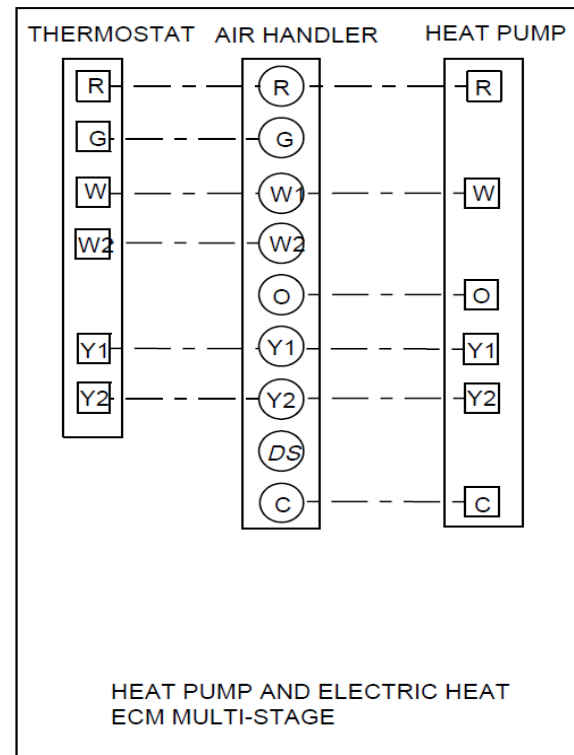 THERMOSTAT AIR HANDLER HEAT PUMP
R R R
G G
W W1 W
W2 W2
O O
Y1 Y1 Y1
Y2 Y2 Y2
DS
C C
HEAT PUMP AND ELECTRIC HEAT
ECM MULTI-STAGE